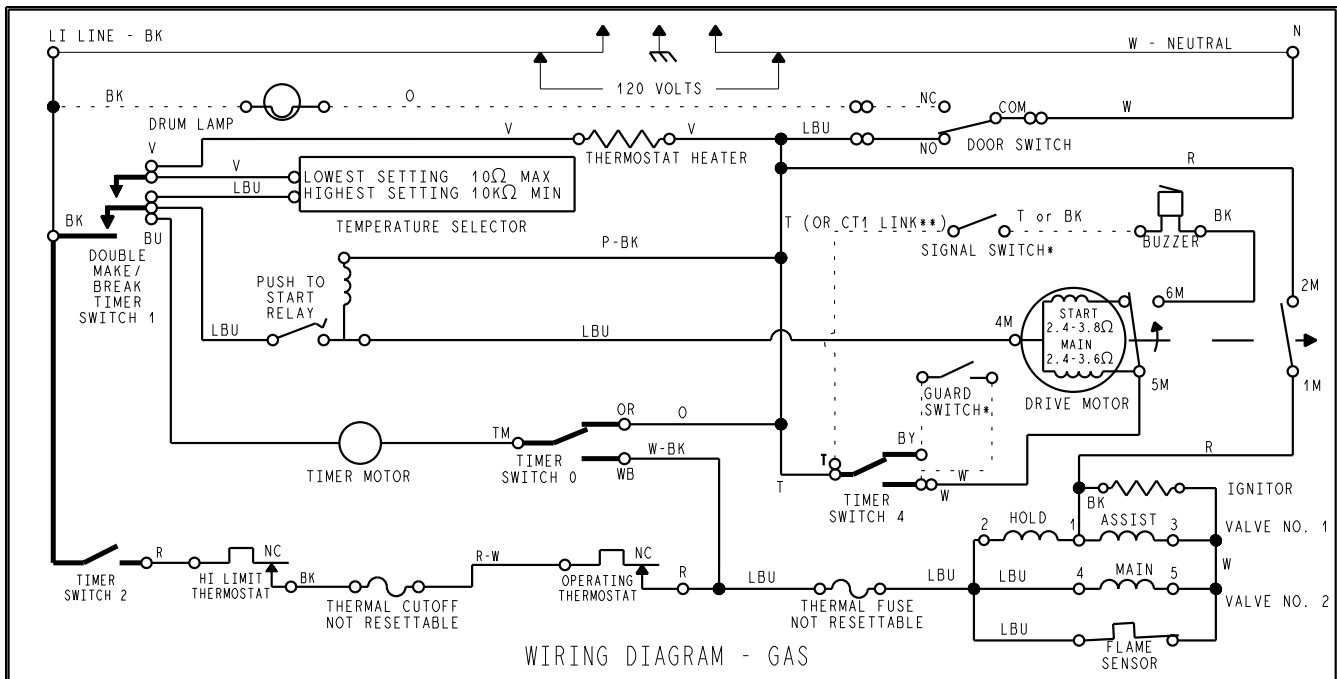 LI LINE - BK
N
W - NEUTRAL
120 VOLTS
BK
O
NC
COM
W
DRUM LAMP
V
V
LBU
NO
DOOR SWITCH
V
THERMOSTAT HEATER
R
V
LOWEST SETTING 10Ω MAX
LBU
HIGHEST SETTING 10KΩ MIN
BK
BU
TEMPERATURE SELECTOR
T (OR CT1 LINK**)
T or BK
BK
SIGNAL SWITCH*
BUZZER
P-BK
DOUBLE
MAKE/
BREAK
TIMER
SWITCH 1
PUSH TO
START
RELAY
2M
6M
LBU
LBU
4M
START
2.4-3.8Ω
MAIN
2.4-3.6Ω
5M
1M
GUARD
SWITCH*
DRIVE MOTOR
OR
O
TM
W-BK
BY
R
TIMER MOTOR
TIMER
SWITCH 0
WB
T
T
W
W
TIMER
SWITCH 4
BK
IGNITOR
2
HOLD
1
ASSIST
3
VALVE NO. 1
R
NC
R-W
NC
W
TIMER
SWITCH 2
HI LIMIT
THERMOSTAT
BK
OPERATING
THERMOSTAT
R
LBU
LBU
LBU
4
MAIN
5
VALVE NO. 2
THERMAL CUTOFF
NOT RESETTABLE
THERMAL FUSE
NOT RESETTABLE
LBU
FLAME
SENSOR
WIRING DIAGRAM - GAS